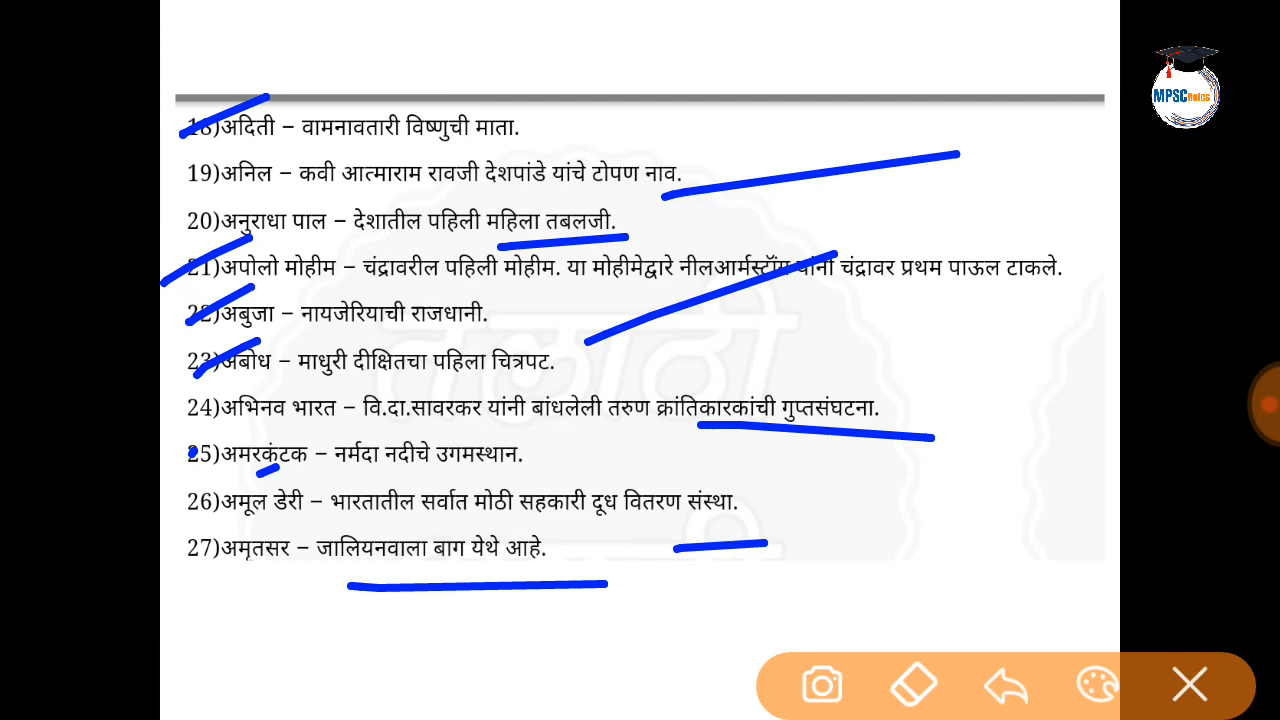 MPSC Rules
18)अदिती – वामनावतारी विष्णुची माता.
19)अनिल – कवी आत्माराम रावजी देशपांडे यांचे टोपण नाव.
20)अनुराधा पाल – देशातील पहिली महिला तबलजी.
21)अपोलो मोहीम – चंद्रावरील पहिली मोहीम. या मोहीमेद्वारे नीलआर्मस्ट्रॉंग यांनी चंद्रावर प्रथम पाऊल टाकले.
22)अबुजा – नायजेरियाची राजधानी.
23)अबोध – माधुरी दीक्षितचा पहिला चित्रपट.
24)अभिनव भारत – वि.दा.सावरकर यांनी बांधलेली तरुण क्रांतिकारकांची गुप्तसंघटना.
25)अमरकंटक – नर्मदा नदीचे उगमस्थान.
26)अमूल डेरी – भारतातील सर्वात मोठी सहकारी दूध वितरण संस्था.
27)अमृतसर – जालियनवाला बाग येथे आहे.
तलाठी